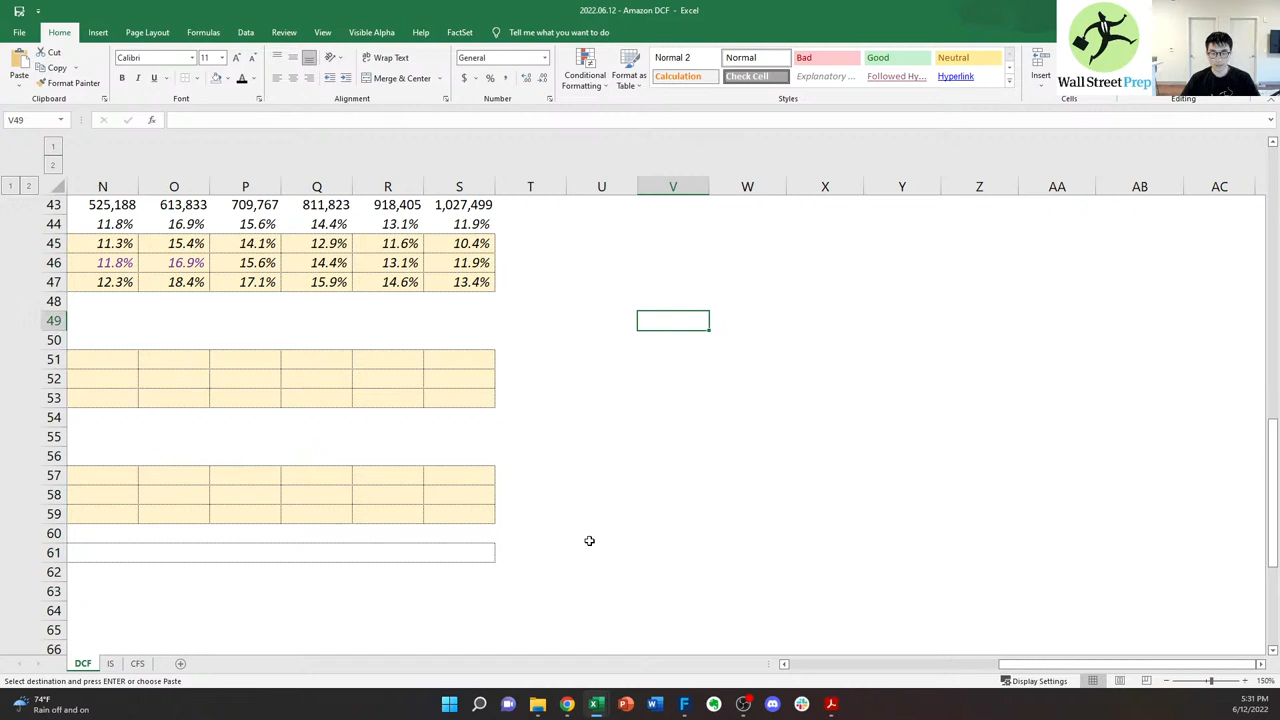 2022.06.12 - Amazon DCF - Excel
File Home Insert Page Layout Formulas Data Review View Visible Alpha Help FactSet Tell me what you want to do
Paste
Cut
Copy
Format Painter
Clipboard
Calibri 11
B I U
Font
Wrap Text
Merge & Center
Alignment
General
$ % ,
Number
Conditional
Formatting
Format as
Table
Normal 2 Normal Bad Good Neutral
Calculation Check Cell Explanatory ... Followed Hy... Hyperlink
Styles
Insert
Cells
Editing
Wall Street Prep
V49
fx
1
2
1 2
N O P Q R S T U V W X Y Z AA AB AC
43 525,188 613,833 709,767 811,823 918,405 1,027,499
44 11.8% 16.9% 15.6% 14.4% 13.1% 11.9%
45 11.3% 15.4% 14.1% 12.9% 11.6% 10.4%
46 11.8% 16.9% 15.6% 14.4% 13.1% 11.9%
47 12.3% 18.4% 17.1% 15.9% 14.6% 13.4%
48
49
50
51
52
53
54
55
56
57
58
59
60
61
62
63
64
65
66
DCF IS CFS
Select destination and press ENTER or choose Paste
Display Settings
150%
74°F
Rain off and on
5:31 PM
6/12/2022